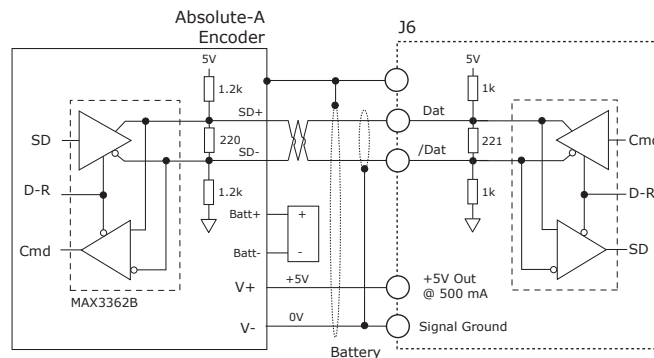 Absolute-A
Encoder
J6
5V
5V
1.2k
1k
SD+
Dat
SD
220
221
Cmd
SD-
/Dat
D-R
1.2k
1k
D-R
Batt+
+
Cmd
SD
Batt-
-
MAX3362B
V+
+5V
+5V Out
@ 500 mA
V-
0V
Signal Ground
Battery